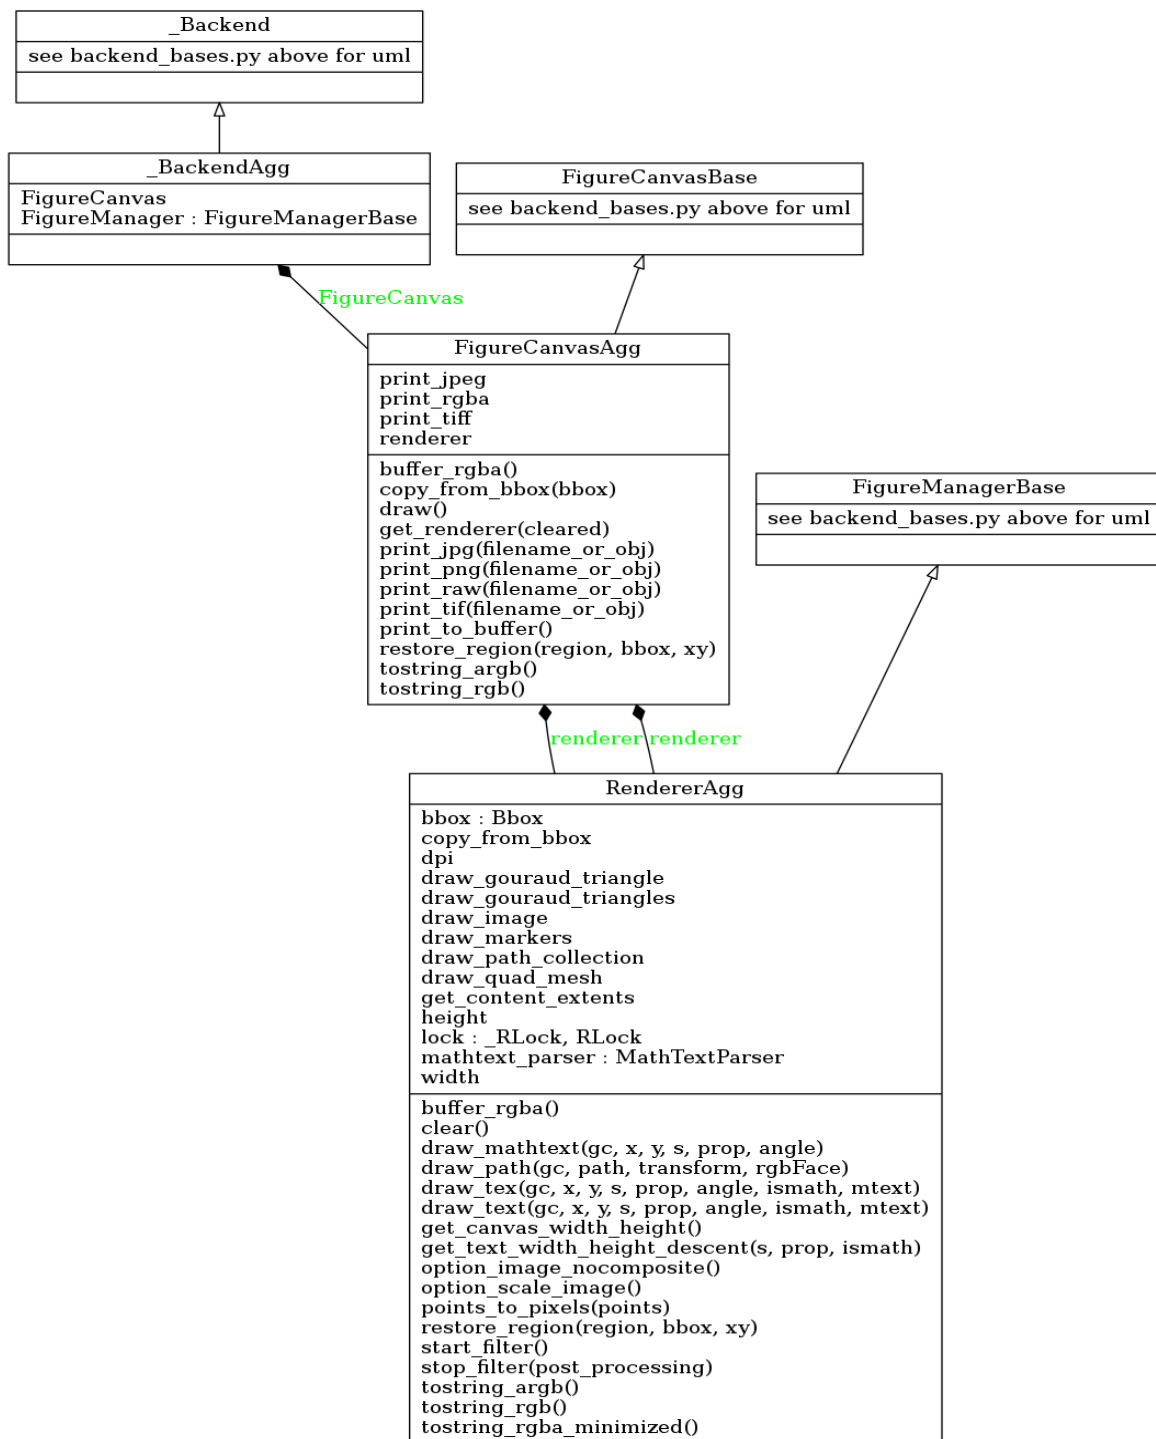 _Backend
see backend_bases.py above for uml
_BackendAgg
FigureCanvas
FigureManager : FigureManagerBase
FigureCanvasBase
see backend_bases.py above for uml
FigureCanvas
FigureCanvasAgg
print_jpeg
print_rgba
print_tiff
renderer
buffer_rgba()
copy_from_bbox(bbox)
draw()
get_renderer(cleared)
print_jpg(filename_or_obj)
print_png(filename_or_obj)
print_raw(filename_or_obj)
print_tif(filename_or_obj)
print_to_buffer()
restore_region(region, bbox, xy)
tostring_argb()
tostring_rgb()
FigureManagerBase
see backend_bases.py above for uml
renderer renderer
RendererAgg
bbox : Bbox
copy_from_bbox
dpi
draw_gouraud_triangle
draw_gouraud_triangles
draw_image
draw_markers
draw_path_collection
draw_quad_mesh
get_content_extents
height
lock : _RLock, RLock
mathtext_parser : MathTextParser
width
buffer_rgba()
clear()
draw_mathtext(gc, x, y, s, prop, angle)
draw_path(gc, path, transform, rgbFace)
draw_tex(gc, x, y, s, prop, angle, ismath, mtext)
draw_text(gc, x, y, s, prop, angle, ismath, mtext)
get_canvas_width_height()
get_text_width_height_descent(s, prop, ismath)
option_image_nocomposite()
option_scale_image()
points_to_pixels(points)
restore_region(region, bbox, xy)
start_filter()
stop_filter(post_processing)
tostring_argb()
tostring_rgb()
tostring_rgba_minimized()